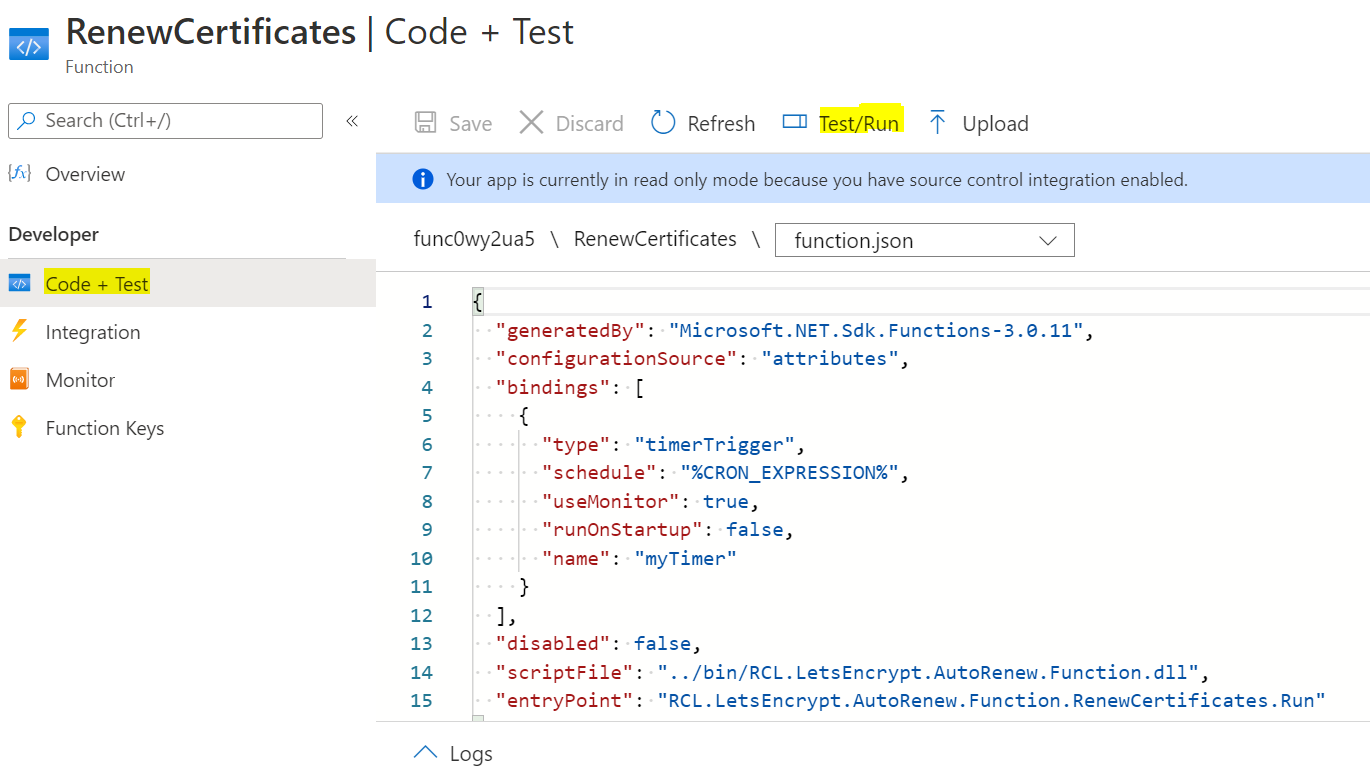 RenewCertificates | Code + Test
Function
Search (Ctrl+/)
«
Overview
Developer
Code + Test
Integration
Monitor
Function Keys
Save Discard Refresh Test/Run Upload
Your app is currently in read only mode because you have source control integration enabled.
func0wy2ua5 \ RenewCertificates \ function.json
1 {
2 "generatedBy": "Microsoft.NET.Sdk.Functions-3.0.11",
3 "configurationSource": "attributes",
4 "bindings": [
5 {
6 "type": "timerTrigger",
7 "schedule": "%CRON_EXPRESSION%",
8 "useMonitor": true,
9 "runOnStartup": false,
10 "name": "myTimer"
11 }
12 ],
13 "disabled": false,
14 "scriptFile": "../bin/RCL.LetsEncrypt.AutoRenew.Function.dll",
15 "entryPoint": "RCL.LetsEncrypt.AutoRenew.Function.RenewCertificates.Run"
Logs